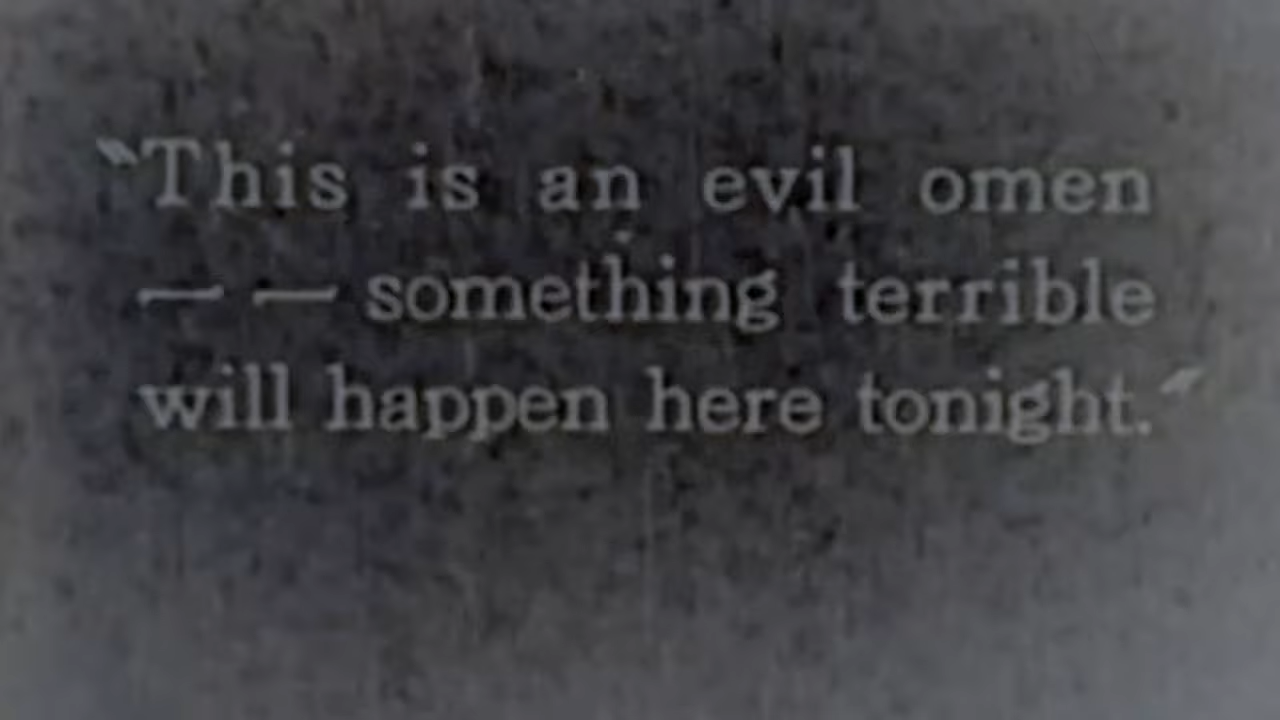 "This is an evil omen
— — something terrible
will happen here tonight."